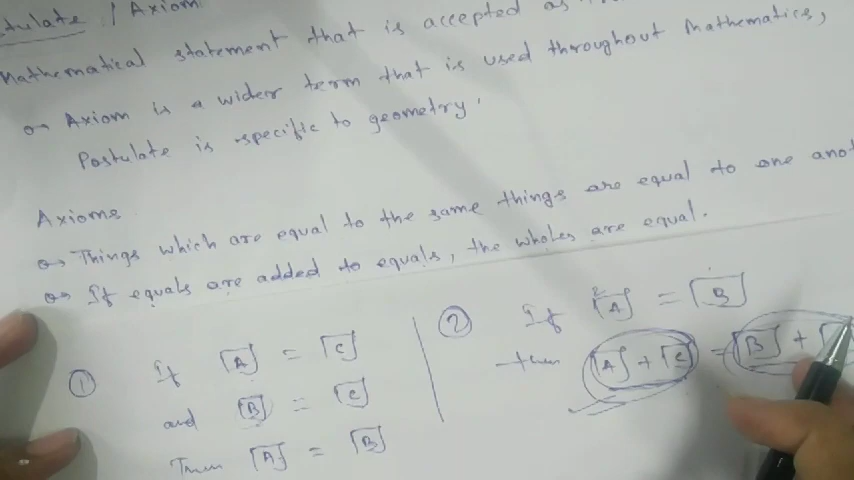 / Axiom
Mathematical statement that is accepted as
Axiom is a wider term that is used throughout Mathematics,
Postulate is specific to geometry.
Axioms
Things which are equal to the same things are equal to one
If equals are added to equals, the wholes are equal.
① If [A] = [C]
and [B] = [C]
Then [A] = [B]
② If [A] = [B]
then [A] + [C] = [B] +